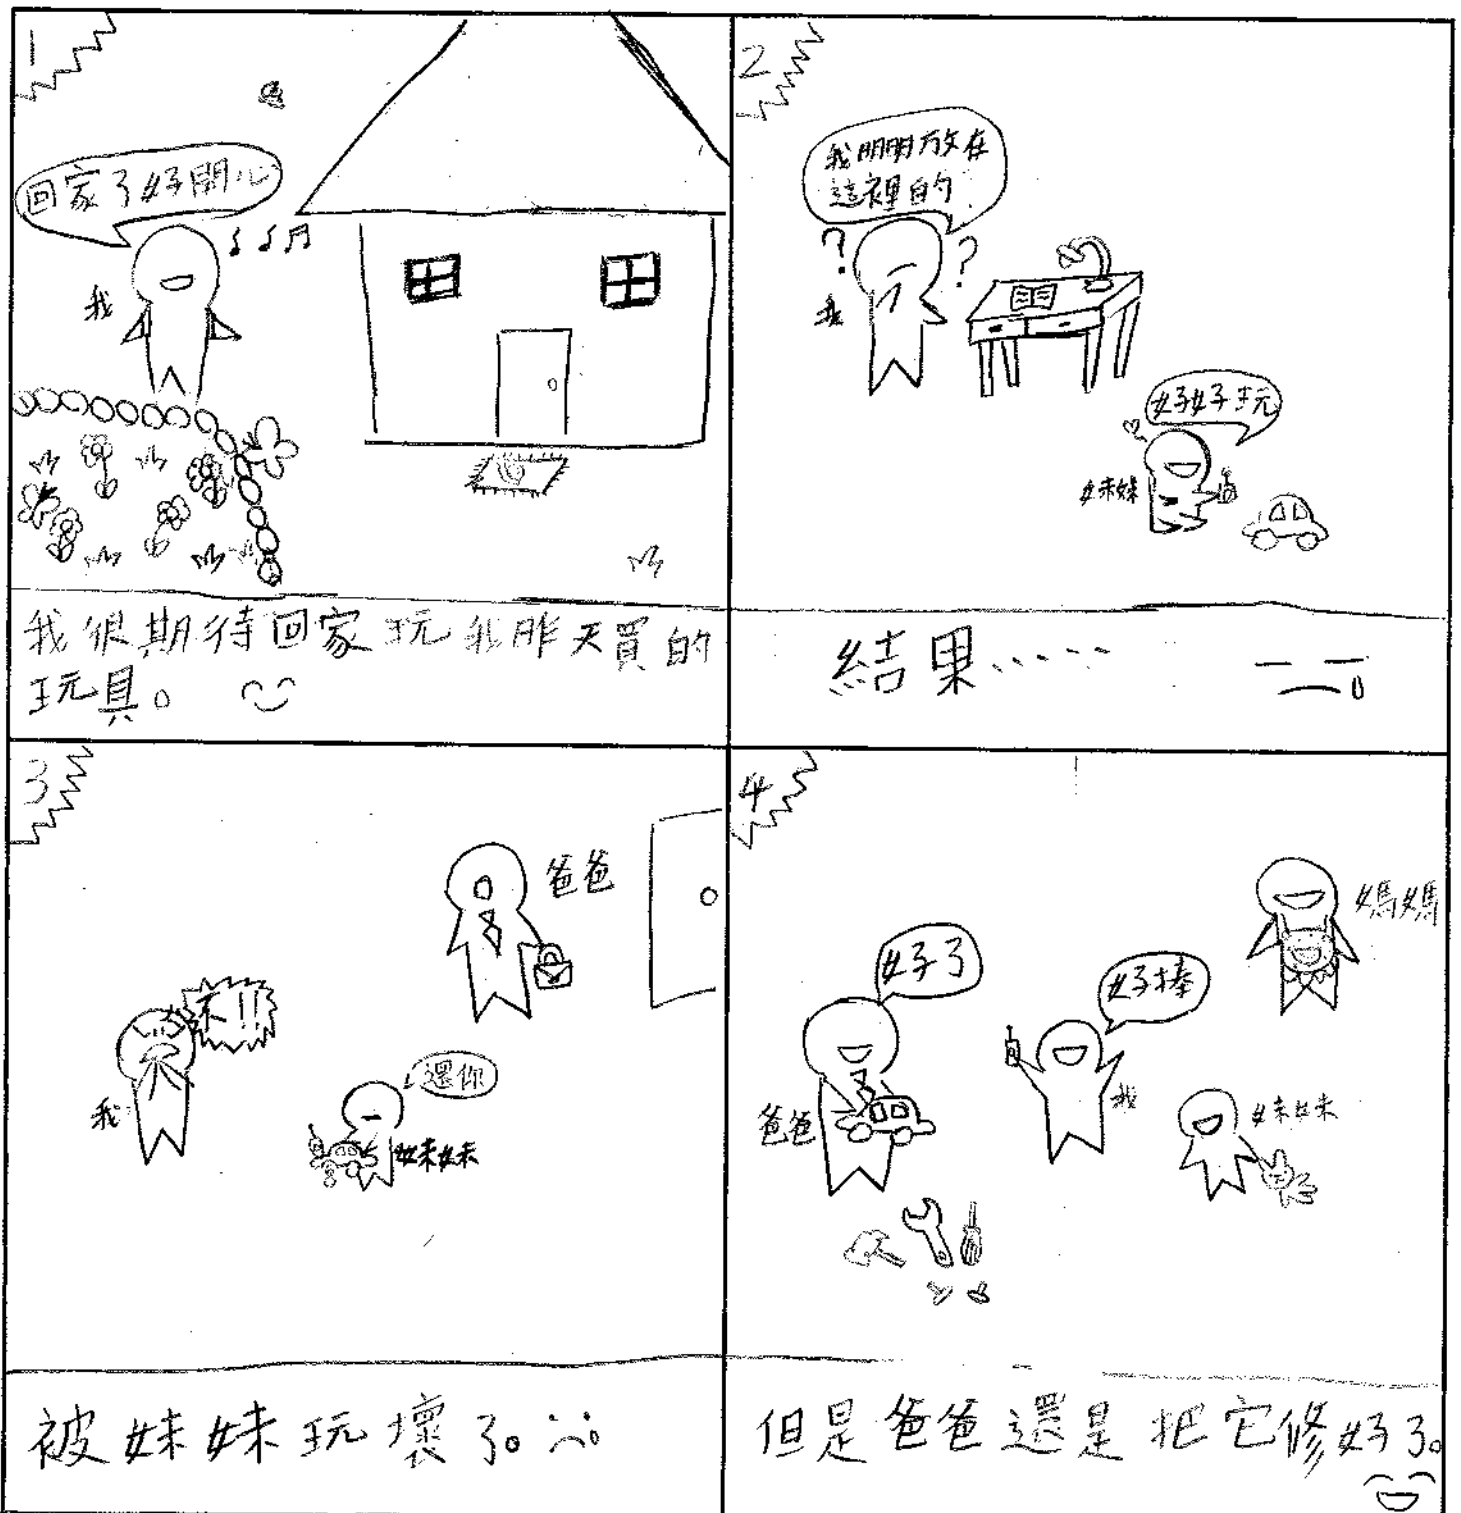 1
回家了好開心
我
我很期待回家玩我昨天買的
玩具。
2
我明明放在
這裡的
?
?
我
好好玩
妹妹
結果……
3
爸爸
不!!
我
還你
妹妹
被妹妹玩壞了。
4
媽媽
好了
好棒
爸爸
我
妹妹
但是爸爸還是把它修好了。